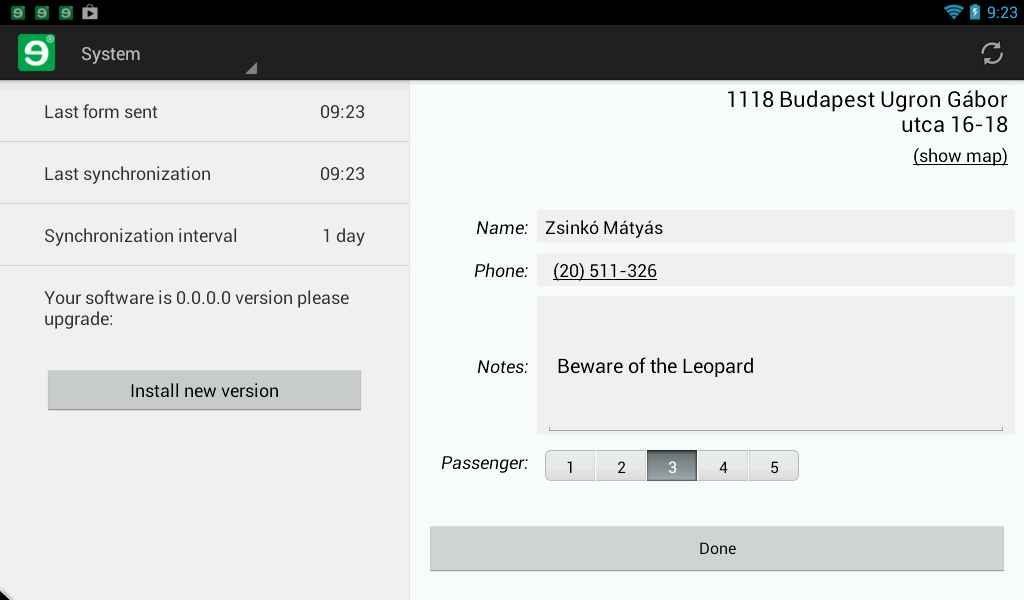 9:23
System
Last form sent 09:23
Last synchronization 09:23
Synchronization interval 1 day
Your software is 0.0.0.0 version please
upgrade:
Install new version
1118 Budapest Ugron Gábor
utca 16-18
(show map)
Name: Zsinkó Mátyás
Phone: (20) 511-326
Notes: Beware of the Leopard
Passenger: 1 2 3 4 5
Done